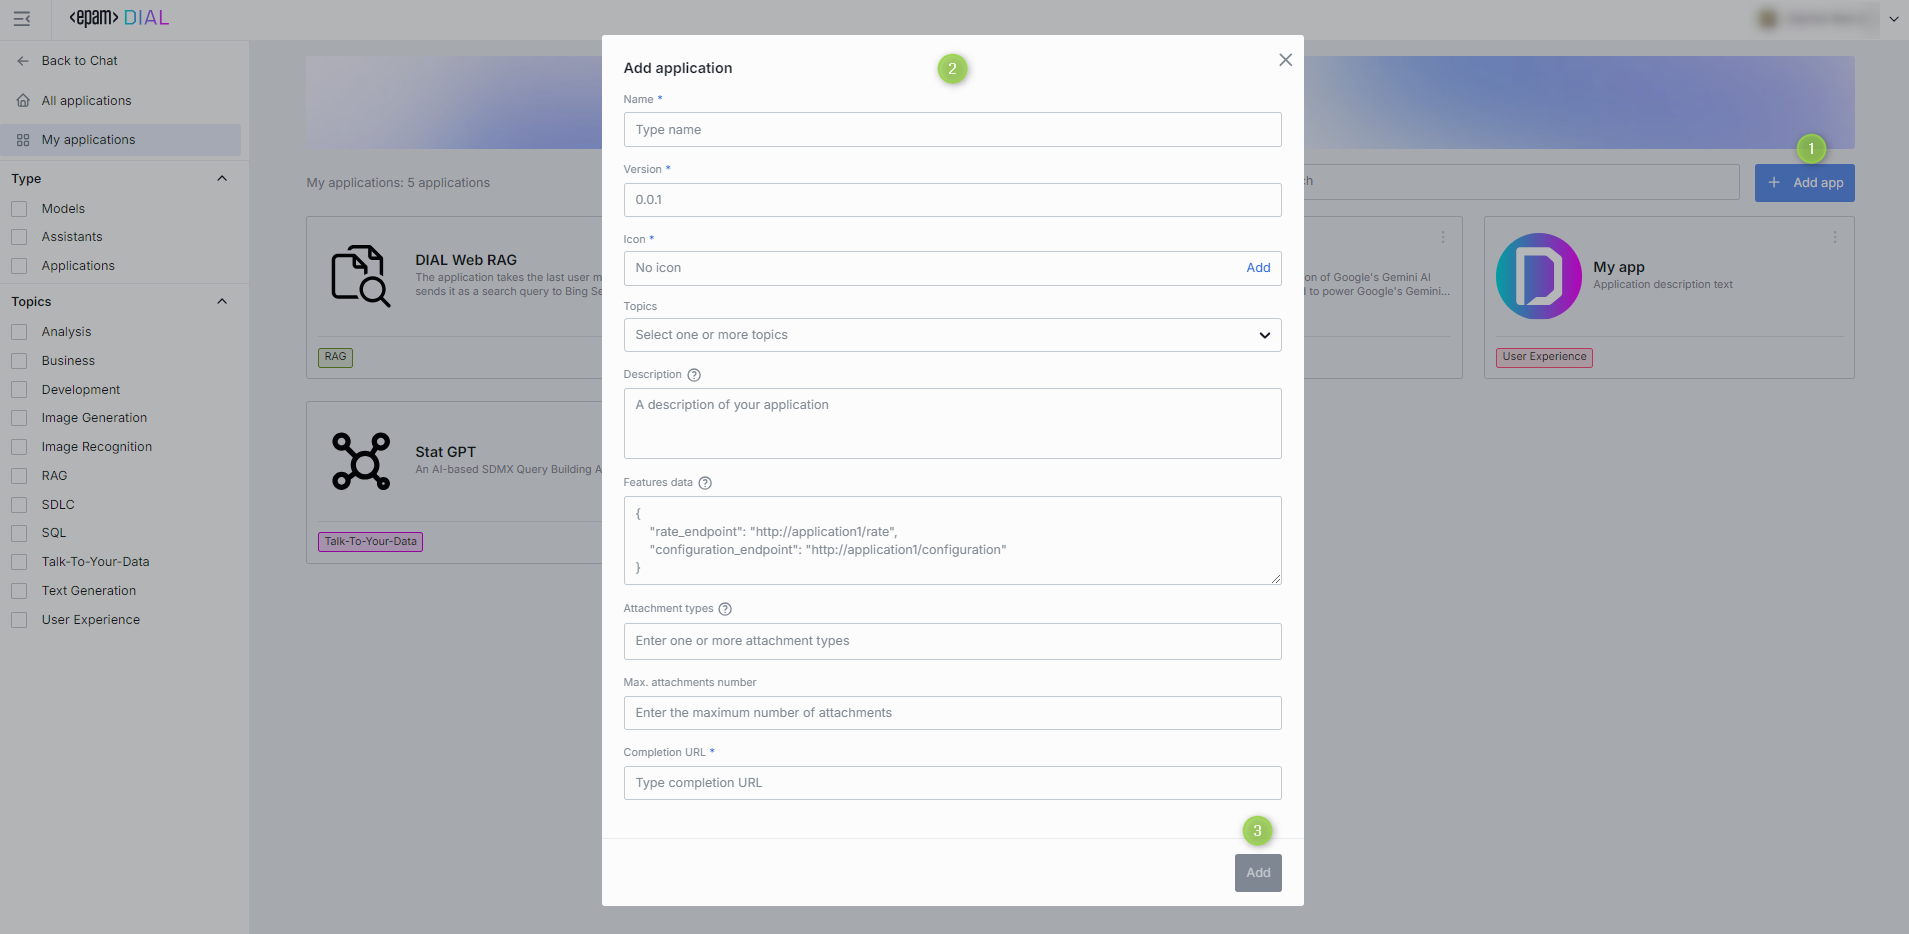 <epam> DIAL
Back to Chat
All applications
My applications
Type
Models
Assistants
Applications
Topics
Analysis
Business
Development
Image Generation
Image Recognition
RAG
SDLC
SQL
Talk-To-Your-Data
Text Generation
User Experience
My applications: 5 applications
1
+ Add app
DIAL Web RAG
The application takes the last user m
sends it as a search query to Bing Se
RAG
on of Google's Gemini AI
to power Google's Gemini...
My app
Application description text
User Experience
Stat GPT
An AI-based SDMX Query Building A
Talk-To-Your-Data
Add application
2
Name *
Type name
Version *
0.0.1
Icon *
No icon
Add
Topics
Select one or more topics
Description ?
A description of your application
Features data ?
{
"rate_endpoint": "http://application1/rate",
"configuration_endpoint": "http://application1/configuration"
}
Attachment types ?
Enter one or more attachment types
Max. attachments number
Enter the maximum number of attachments
Completion URL *
Type completion URL
3
Add